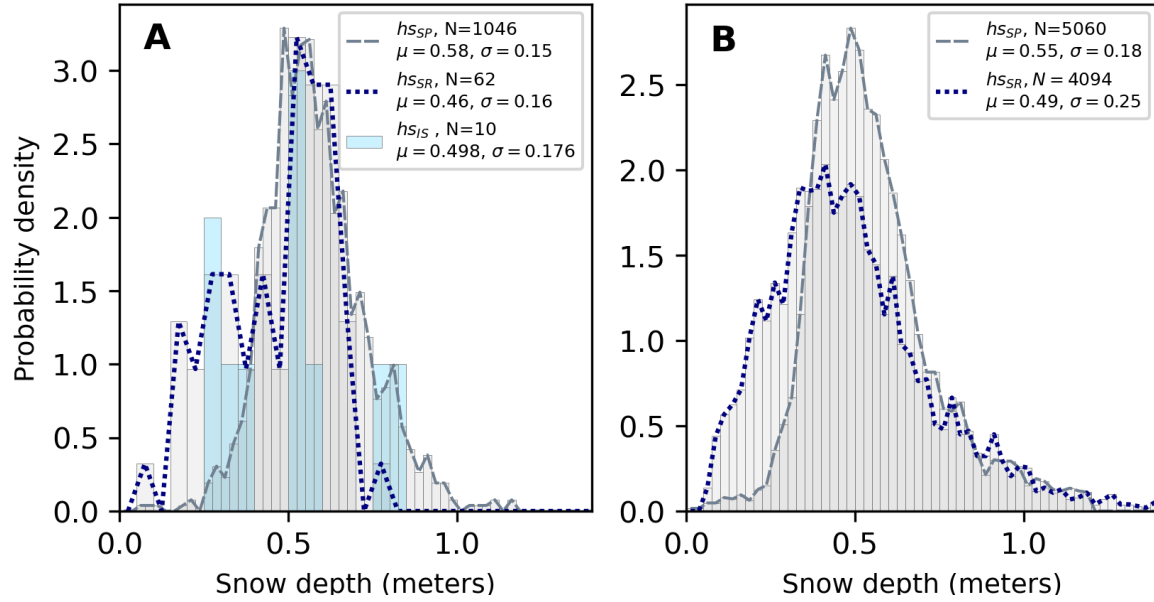 A
hs_SP, N=1046
μ = 0.58, σ = 0.15
hs_SR, N=62
μ = 0.46, σ = 0.16
hs_IS , N=10
μ = 0.498, σ = 0.176
Probability density
3.0
2.5
2.0
1.5
1.0
0.5
0.0
0.0 0.5 1.0
Snow depth (meters)
B
hs_SP, N=5060
μ = 0.55, σ = 0.18
hs_SR, N = 4094
μ = 0.49, σ = 0.25
2.5
2.0
1.5
1.0
0.5
0.0
0.0 0.5 1.0
Snow depth (meters)